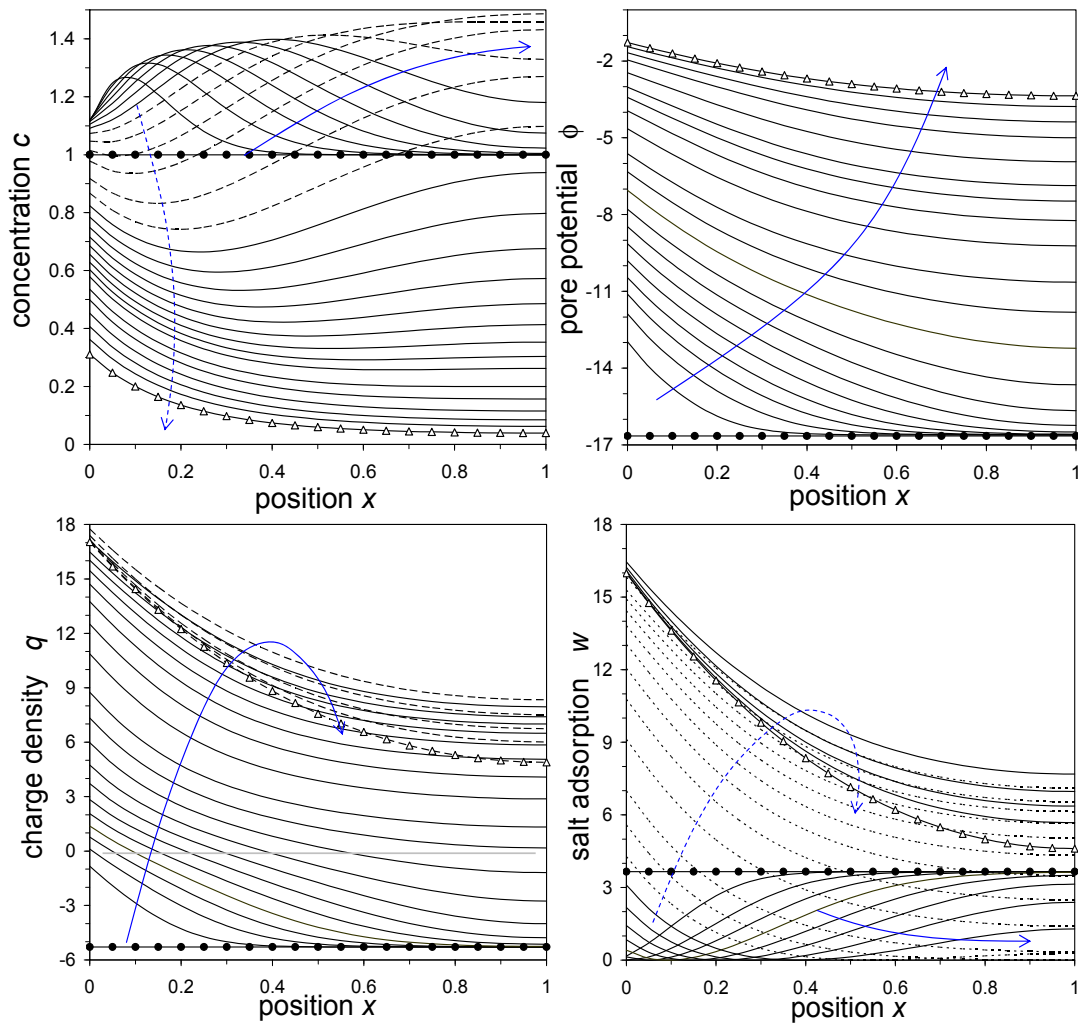 1.4
1.2
1
0.8
0.6
0.4
0.2
0
0 0.2 0.4 0.6 0.8 1
position x
concentration c
-2
-5
-8
-11
-14
-17
0 0.2 0.4 0.6 0.8 1
position x
pore potential ϕ
18
15
12
9
6
3
0
-3
-6
0 0.2 0.4 0.6 0.8 1
position x
charge density q
18
15
12
9
6
3
0
0 0.2 0.4 0.6 0.8 1
position x
salt adsorption w